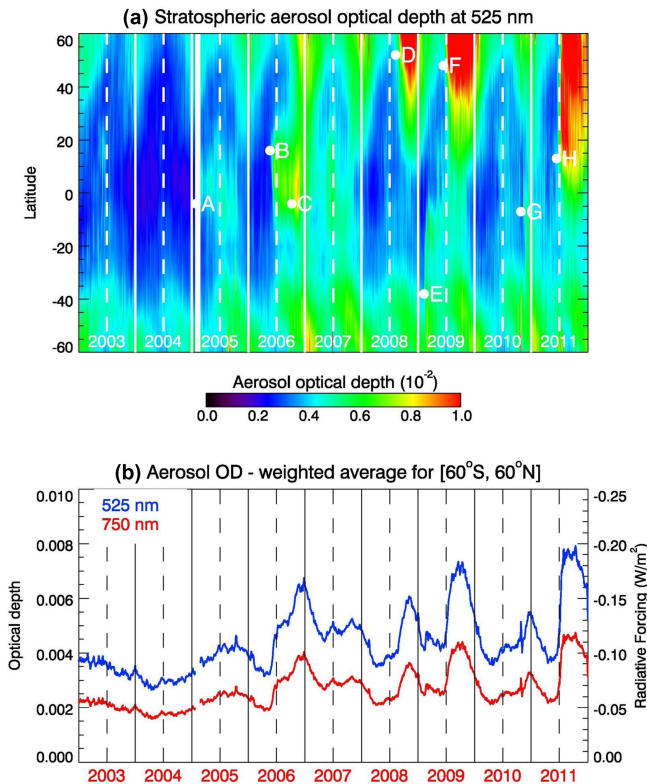 (a) Stratospheric aerosol optical depth at 525 nm
60
40
20
0
-20
-40
-60
Latitude
A
B
C
D
E
F
G
H
2003 2004 2005 2006 2007 2008 2009 2010 2011
Aerosol optical depth (10⁻²)
0.0 0.2 0.4 0.6 0.8 1.0
(b) Aerosol OD - weighted average for [60°S, 60°N]
525 nm
750 nm
0.010
0.008
0.006
0.004
0.002
0.000
Optical depth
-0.25
-0.20
-0.15
-0.10
-0.05
0.00
Radiative Forcing (W/m²)
2003 2004 2005 2006 2007 2008 2009 2010 2011